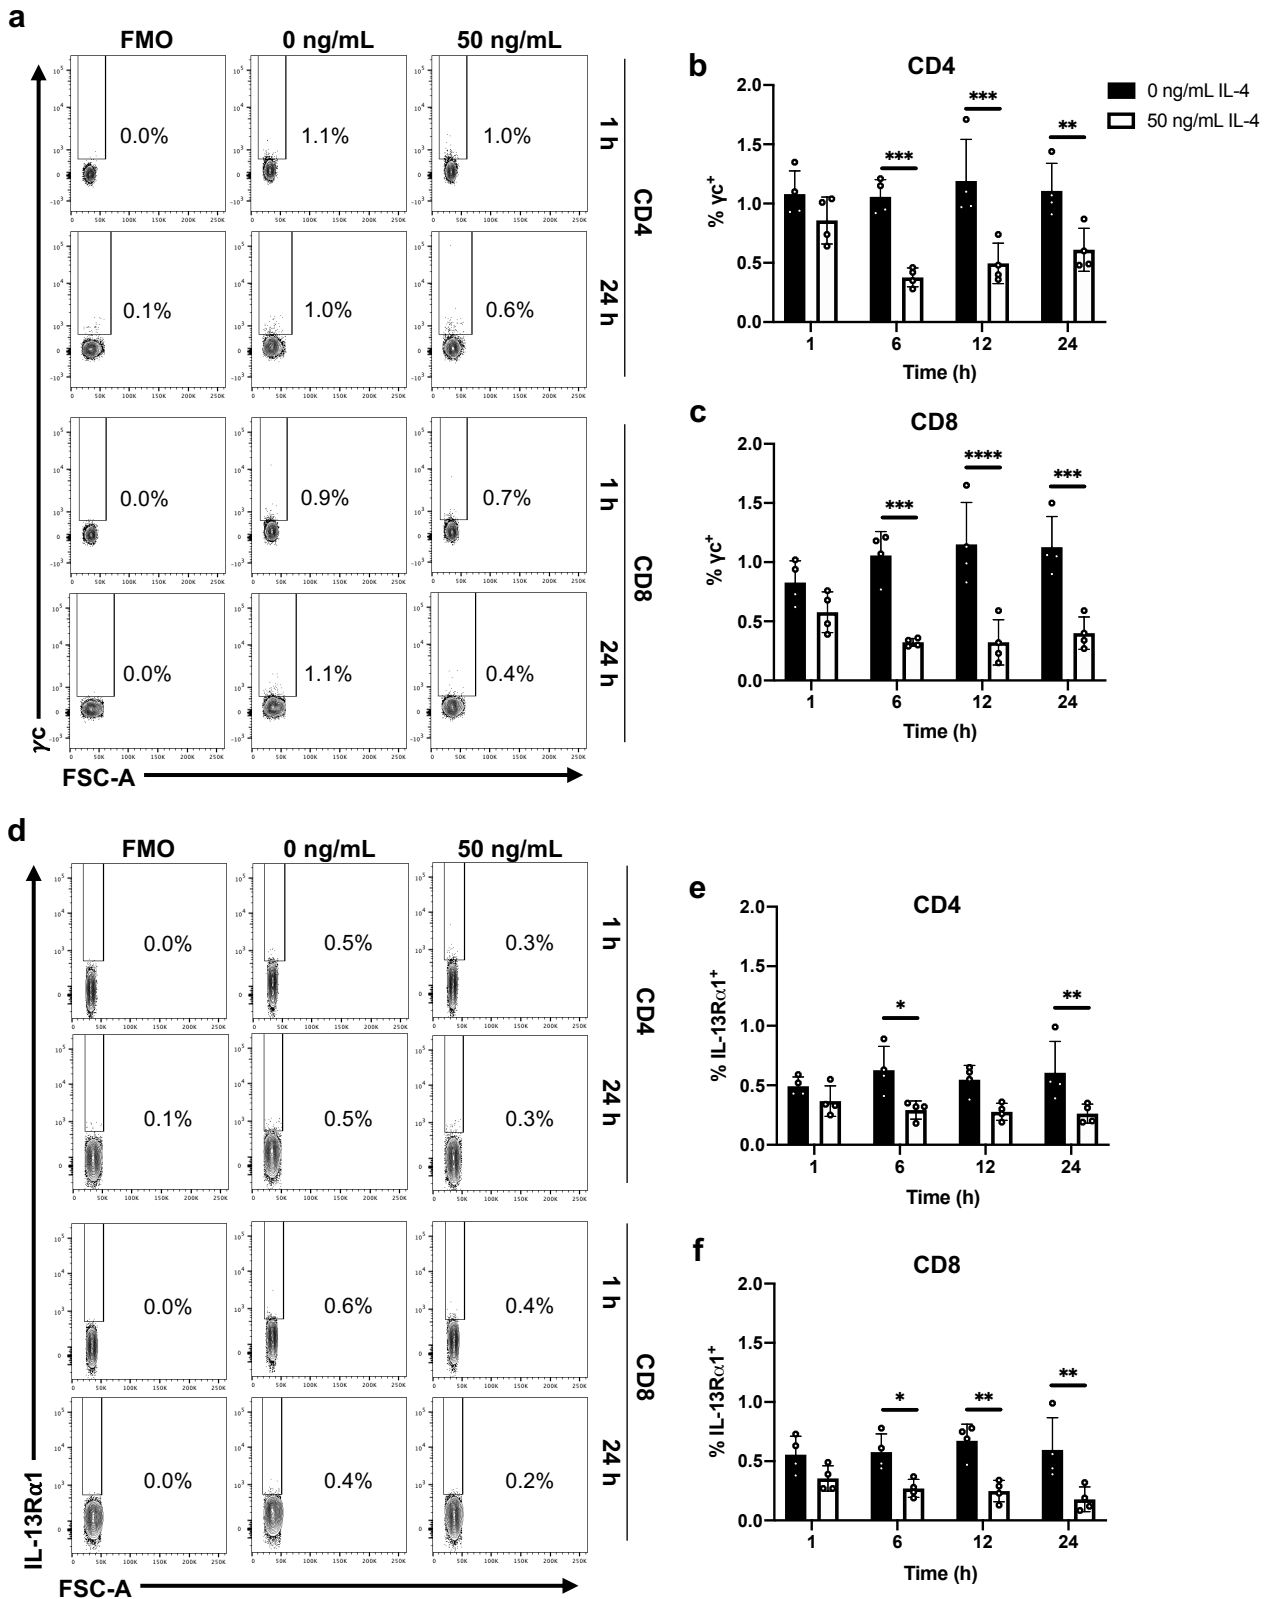 a
FMO 0 ng/mL 50 ng/mL
0.0% 1.1% 1.0%
1 h
0.1% 1.0% 0.6%
24 h
CD4
0.0% 0.9% 0.7%
1 h
0.0% 1.1% 0.4%
24 h
CD8
γc
FSC-A
b
CD4
0 ng/mL IL-4
50 ng/mL IL-4
2.0
1.5
1.0
0.5
0.0
% γc+
*** *** **
1 6 12 24
Time (h)
c
CD8
2.0
1.5
1.0
0.5
0.0
% γc+
*** **** ***
1 6 12 24
Time (h)
d
FMO 0 ng/mL 50 ng/mL
0.0% 0.5% 0.3%
1 h
0.1% 0.5% 0.3%
24 h
CD4
0.0% 0.6% 0.4%
1 h
0.0% 0.4% 0.2%
24 h
CD8
IL-13Rα1
FSC-A
e
CD4
2.0
1.5
1.0
0.5
0.0
% IL-13Rα1+
* **
1 6 12 24
Time (h)
f
CD8
2.0
1.5
1.0
0.5
0.0
% IL-13Rα1+
* ** **
1 6 12 24
Time (h)